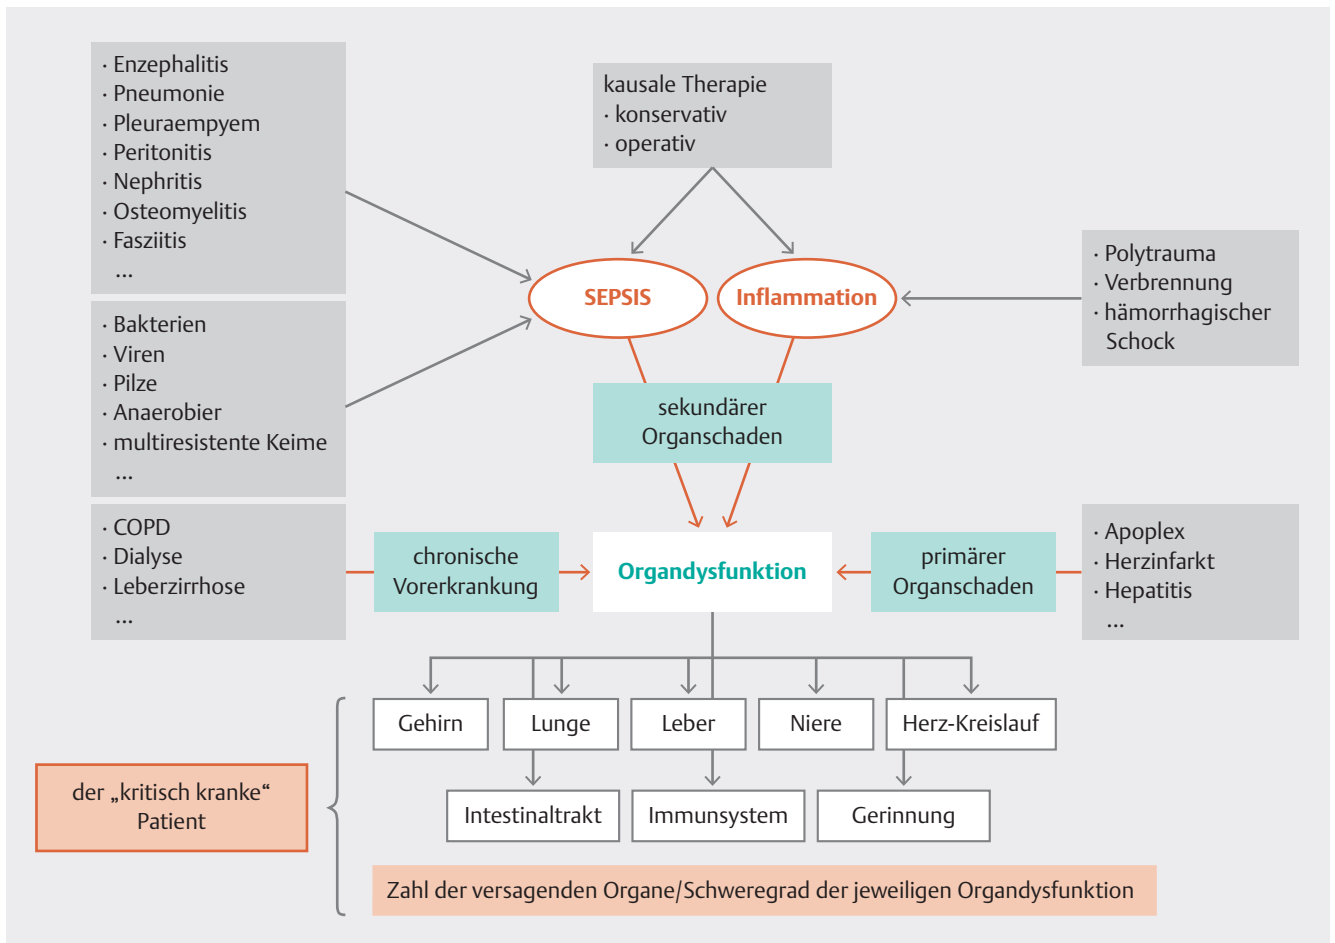 · Enzephalitis
· Pneumonie
· Pleuraempyem
· Peritonitis
· Nephritis
· Osteomyelitis
· Fasziitis
...
kausale Therapie
· konservativ
· operativ
SEPSIS
Inflammation
· Polytrauma
· Verbrennung
· hämorrhagischer
Schock
· Bakterien
· Viren
· Pilze
· Anaerobier
· multiresistente Keime
...
sekundärer
Organschaden
· COPD
· Dialyse
· Leberzirrhose
...
chronische
Vorerkrankung
Organdysfunktion
primärer
Organschaden
· Apoplex
· Herzinfarkt
· Hepatitis
...
Gehirn
Lunge
Leber
Niere
Herz-Kreislauf
der „kritisch kranke“
Patient
Intestinaltrakt
Immunsystem
Gerinnung
Zahl der versagenden Organe/Schweregrad der jeweiligen Organdysfunktion